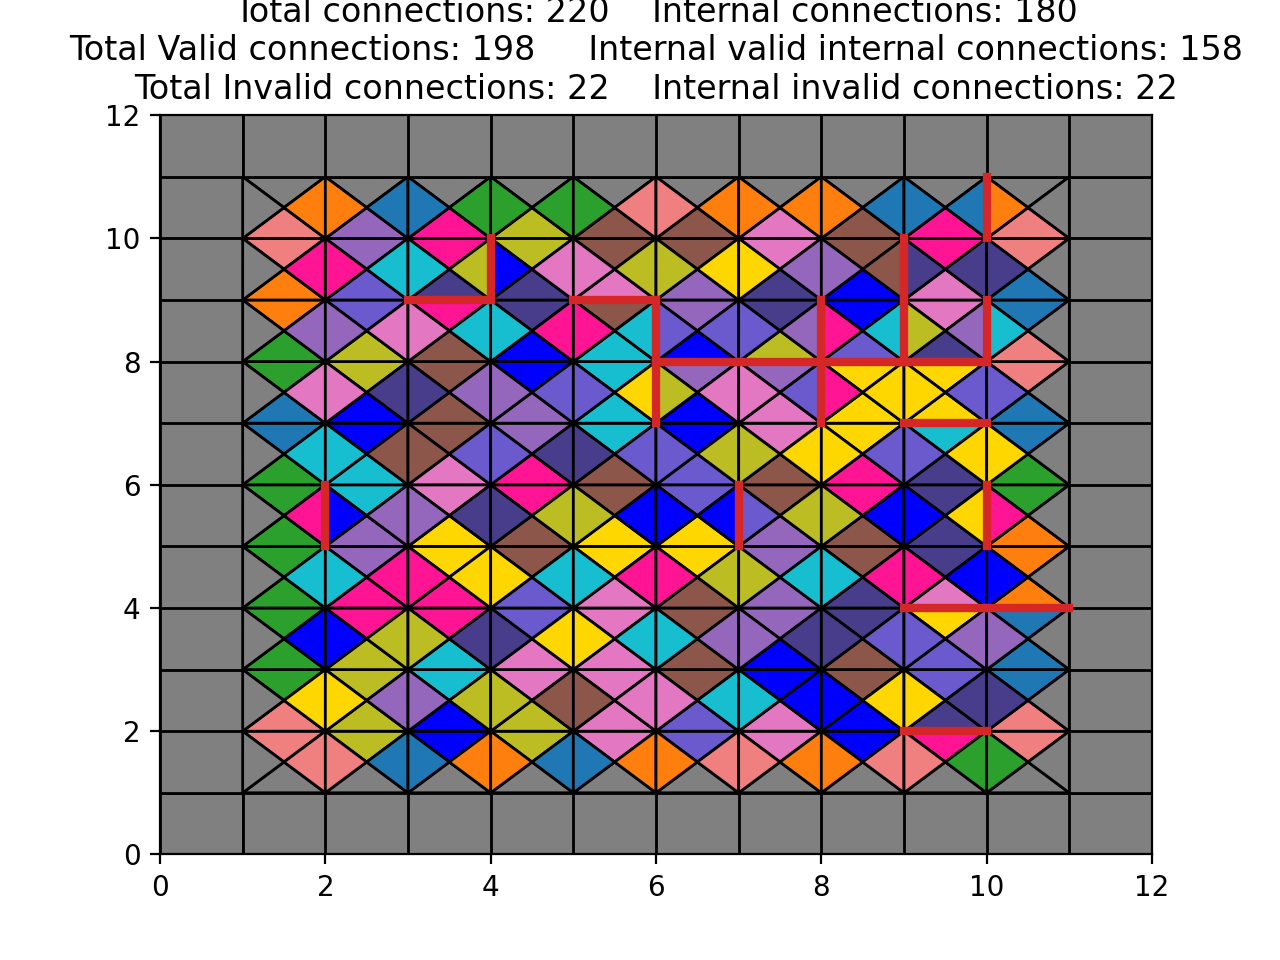 Total connections: 220 Internal connections: 180
Total Valid connections: 198 Internal valid internal connections: 158
Total Invalid connections: 22 Internal invalid connections: 22
12
10
8
6
4
2
0
0 2 4 6 8 10 12